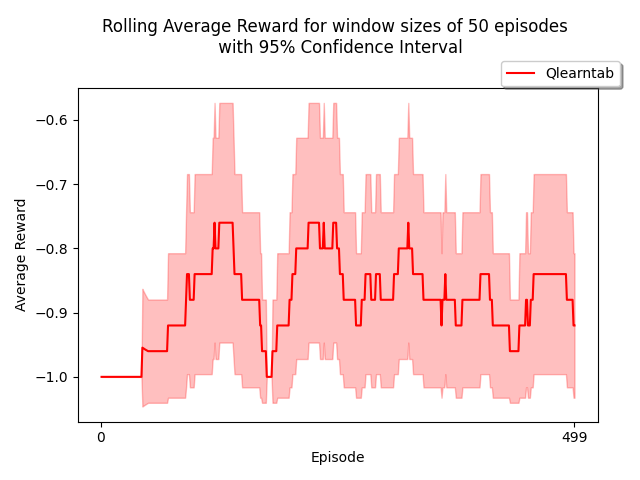 Rolling Average Reward for window sizes of 50 episodes
with 95% Confidence Interval
Qlearntab
−0.6
−0.7
−0.8
−0.9
−1.0
Average Reward
0
499
Episode